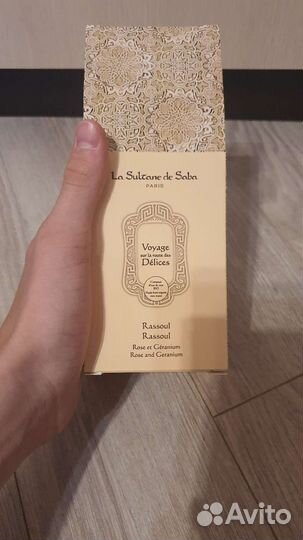 La Sultane de Saba
PARIS
Voyage
sur la route des
Délices
Rassoul
Rassoul
Rose et Géranium
Rose and Geranium
Avito